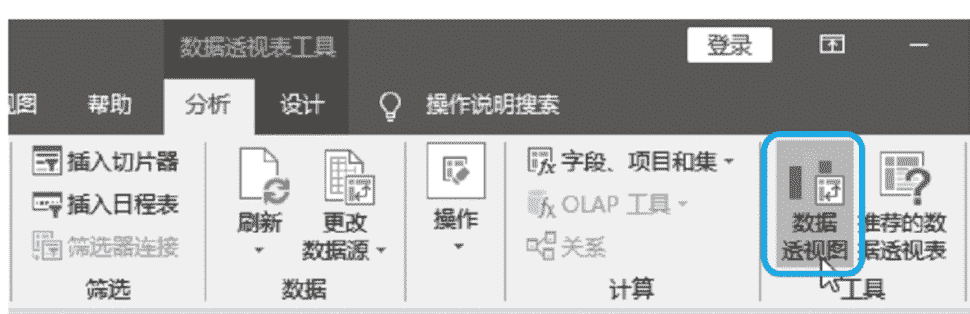 数据透视表工具
登录
视图 帮助 分析 设计 操作说明搜索
插入切片器
插入日程表
筛选器连接
筛选
刷新
更改
数据源
数据
操作
字段、项目和集
fx OLAP 工具
关系
计算
数据
透视图
推荐的数
据透视表
工具